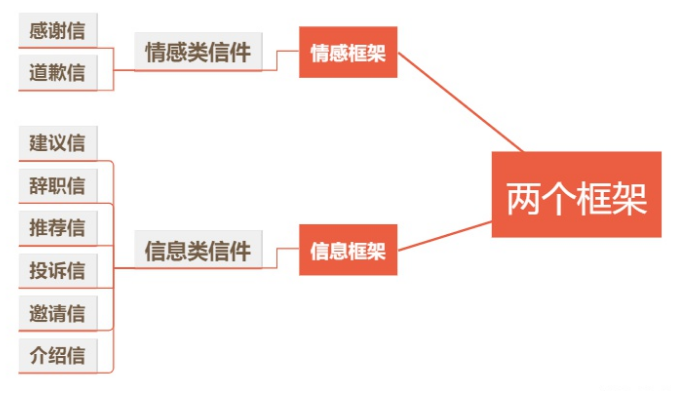 感谢信
道歉信
情感类信件
情感框架
建议信
辞职信
推荐信
投诉信
邀请信
介绍信
信息类信件
信息框架
两个框架